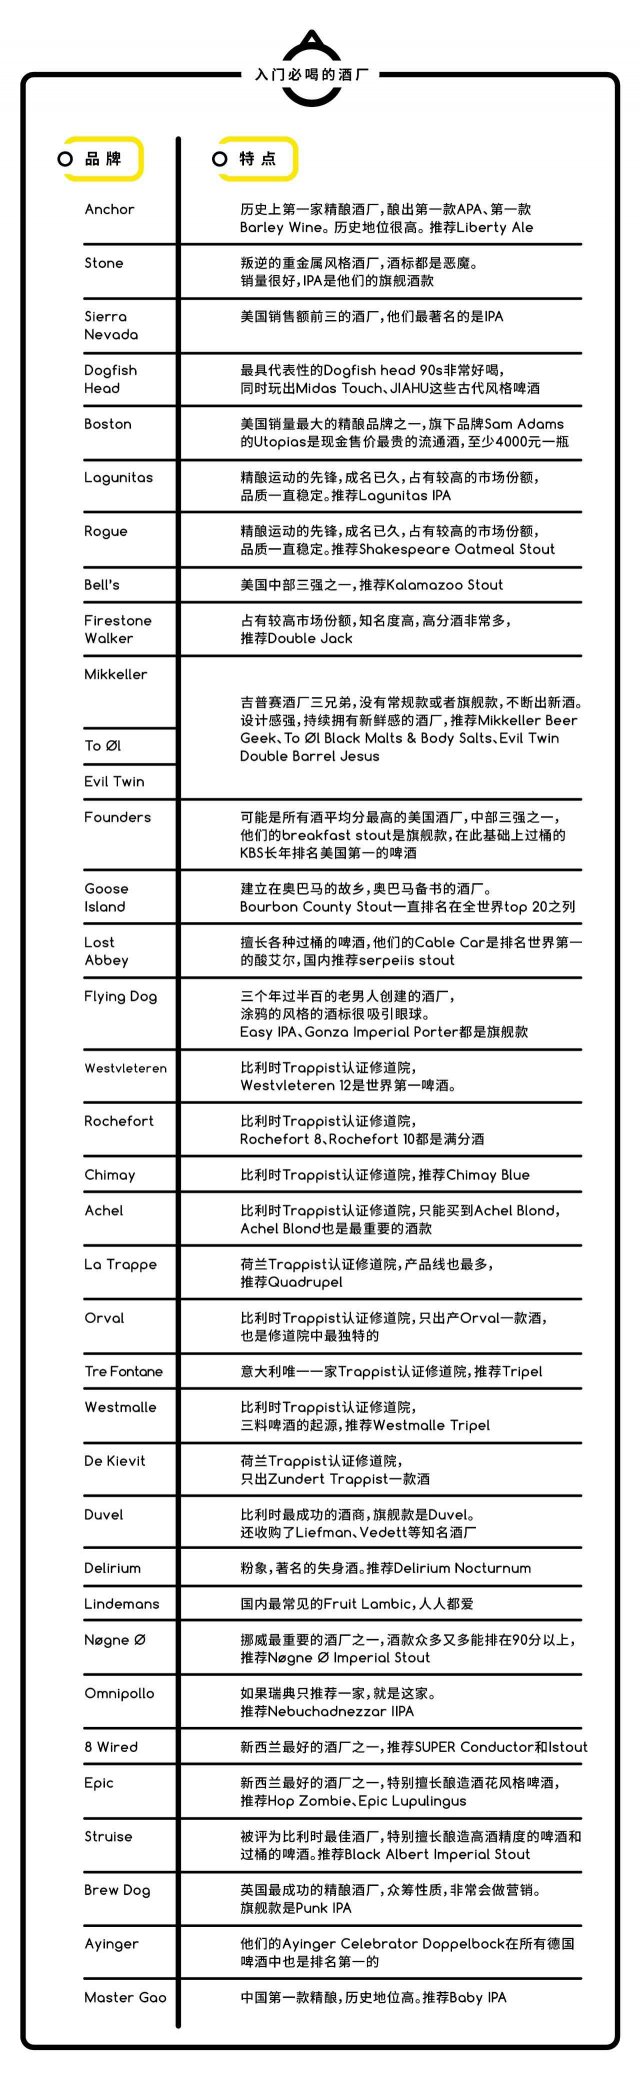 入门必喝的酒厂
品牌
特点
Anchor
历史上第一家精酿酒厂,酿出第一款APA、第一款
Barley Wine。历史地位很高。推荐Liberty Ale
Stone
叛逆的重金属风格酒厂,酒标都是恶魔。
销量很好,IPA是他们的旗舰酒款
Sierra
Nevada
美国销售额前三的酒厂,他们最著名的是IPA
Dogfish
Head
最具代表性的Dogfish head 90s非常好喝,
同时玩出Midas Touch、JIAHU这些古代风格啤酒
Boston
美国销量最大的精酿品牌之一,旗下品牌Sam Adams
的Utopias是现金售价最贵的流通酒,至少4000元一瓶
Lagunitas
精酿运动的先锋,成名已久,占有较高的市场份额,
品质一直稳定。推荐Lagunitas IPA
Rogue
精酿运动的先锋,成名已久,占有较高的市场份额,
品质一直稳定。推荐Shakespeare Oatmeal Stout
Bell's
美国中部三强之一,推荐Kalamazoo Stout
Firestone
Walker
占有较高市场份额,知名度高,高分酒非常多,
推荐Double Jack
Mikkeller
To Øl
Evil Twin
吉普赛酒厂三兄弟,没有常规款或者旗舰款,不断出新酒。
设计感强,持续拥有新鲜感的酒厂,推荐Mikkeller Beer
Geek、To Øl Black Malts & Body Salts、Evil Twin
Double Barrel Jesus
Founders
可能是所有酒平均分最高的美国酒厂,中部三强之一,
他们的breakfast stout是旗舰款,在此基础上过桶的
KBS长年排名美国第一的啤酒
Goose
Island
建立在奥巴马的故乡,奥巴马备书的酒厂。
Bourbon County Stout一直排名在全世界top 20之列
Lost
Abbey
擅长各种过桶的啤酒,他们的Cable Car是排名世界第一
的酸艾尔,国内推荐serpeiis stout
Flying Dog
三个年过半百的老男人创建的酒厂,
涂鸦的风格的酒标很吸引眼球。
Easy IPA、Gonza Imperial Porter都是旗舰款
Westvleteren
比利时Trappist认证修道院,
Westvleteren 12是世界第一啤酒。
Rochefort
比利时Trappist认证修道院,
Rochefort 8、Rochefort 10都是满分酒
Chimay
比利时Trappist认证修道院,推荐Chimay Blue
Achel
比利时Trappist认证修道院,只能买到Achel Blond,
Achel Blond也是最重要的酒款
La Trappe
荷兰Trappist认证修道院,产品线也最多,
推荐Quadrupel
Orval
比利时Trappist认证修道院,只出产Orval一款酒,
也是修道院中最独特的
Tre Fontane
意大利唯一一家Trappist认证修道院,推荐Tripel
Westmalle
比利时Trappist认证修道院,
三料啤酒的起源,推荐Westmalle Tripel
De Kievit
荷兰Trappist认证修道院,
只出Zundert Trappist一款酒
Duvel
比利时最成功的酒商,旗舰款是Duvel。
还收购了Liefman、Vedett等知名酒厂
Delirium
粉象,著名的失身酒。推荐Delirium Nocturnum
Lindemans
国内最常见的Fruit Lambic,人人都爱
Nøgne Ø
挪威最重要的酒厂之一,酒款众多又多能排在90分以上,
推荐Nøgne Ø Imperial Stout
Omnipollo
如果瑞典只推荐一家,就是这家。
推荐Nebuchadnezzar IIPA
8 Wired
新西兰最好的酒厂之一,推荐SUPER Conductor和Istout
Epic
新西兰最好的酒厂之一,特别擅长酿造酒花风格啤酒,
推荐Hop Zombie、Epic Lupulingus
Struise
被评为比利时最佳酒厂,特别擅长酿造高酒精度的啤酒和
过桶的啤酒。推荐Black Albert Imperial Stout
Brew Dog
英国最成功的精酿酒厂,众筹性质,非常会做营销。
旗舰款是Punk IPA
Ayinger
他们的Ayinger Celebrator Doppelbock在所有德国
啤酒中也是排名第一的
Master Gao
中国第一款精酿,历史地位高。推荐Baby IPA